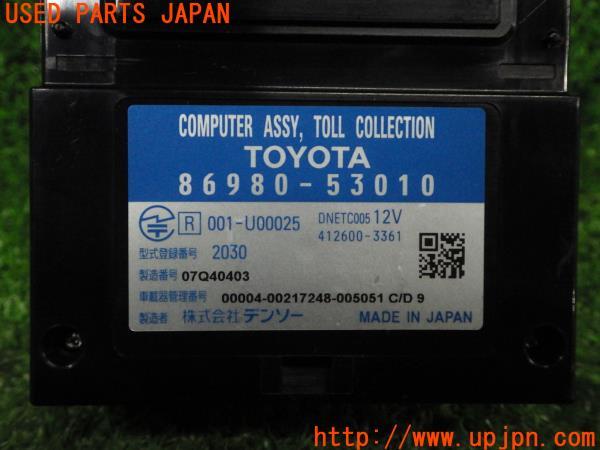 USED PARTS JAPAN
COMPUTER ASSY, TOLL COLLECTION
TOYOTA
86980-53010
R 001-U00025 DNETC005 12V
412600-3361
型式登録番号 2030
製造番号 07Q40403
車載器管理番号 00004-00217248-005051 C/D 9
製造者 株式会社デンソー MADE IN JAPAN
http://www.upjpn.com